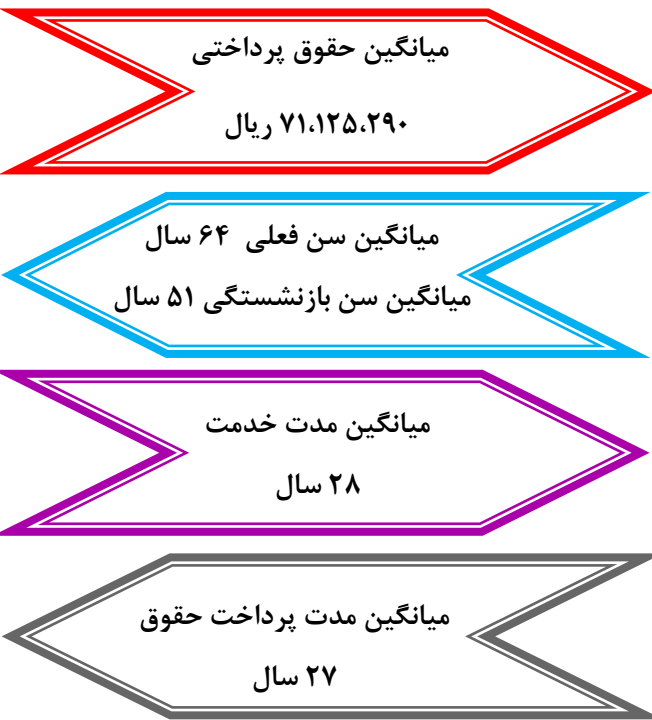 میانگین حقوق پرداختی
۷۱،۱۲۵،۲۹۰ ریال
میانگین سن فعلی ۶۴ سال
میانگین سن بازنشستگی ۵۱ سال
میانگین مدت خدمت
۲۸ سال
میانگین مدت پرداخت حقوق
۲۷ سال